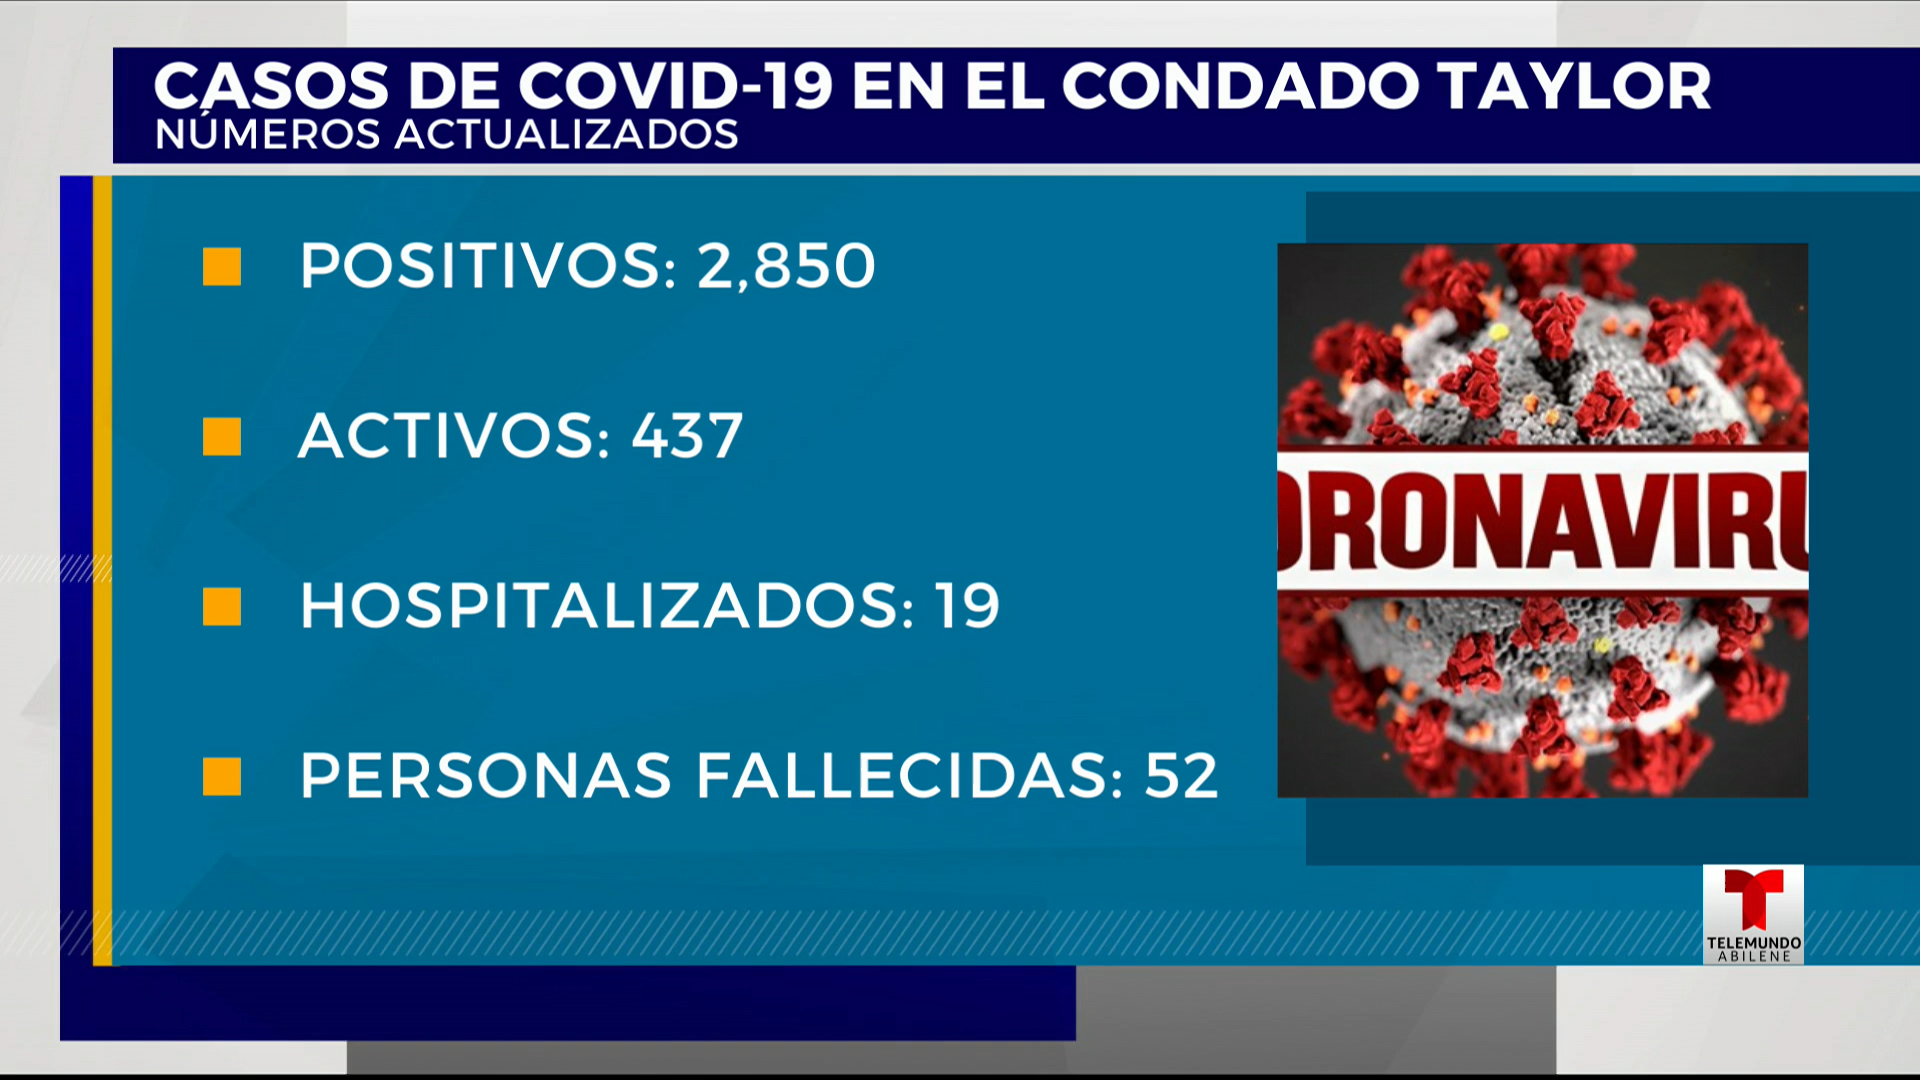 CASOS DE COVID-19 EN EL CONDADO TAYLOR
NÚMEROS ACTUALIZADOS
POSITIVOS: 2,850
ACTIVOS: 437
HOSPITALIZADOS: 19
PERSONAS FALLECIDAS: 52
ORONAVIRU
TELEMUNDO
ABILENE